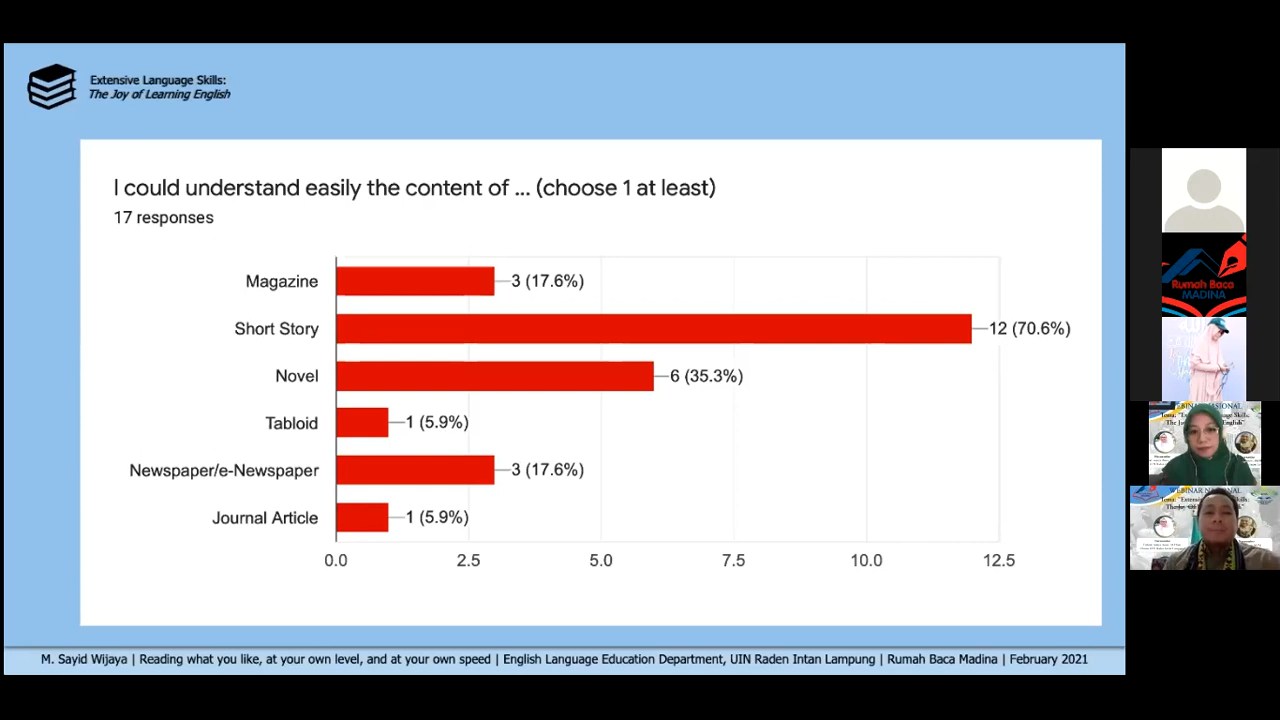 Extensive Language Skills:
The Joy of Learning English
I could understand easily the content of ... (choose 1 at least)
17 responses
Magazine
3 (17.6%)
Short Story
12 (70.6%)
Novel
6 (35.3%)
Tabloid
1 (5.9%)
Newspaper/e-Newspaper
3 (17.6%)
Journal Article
1 (5.9%)
0.0 2.5 5.0 7.5 10.0 12.5
M. Sayid Wijaya | Reading what you like, at your own level, and at your own speed | English Language Education Department, UIN Raden Intan Lampung | Rumah Baca Madina | February 2021
Rumah Baca
MADINA
WEBINAR NASIONAL
WEBINAR NASIONAL